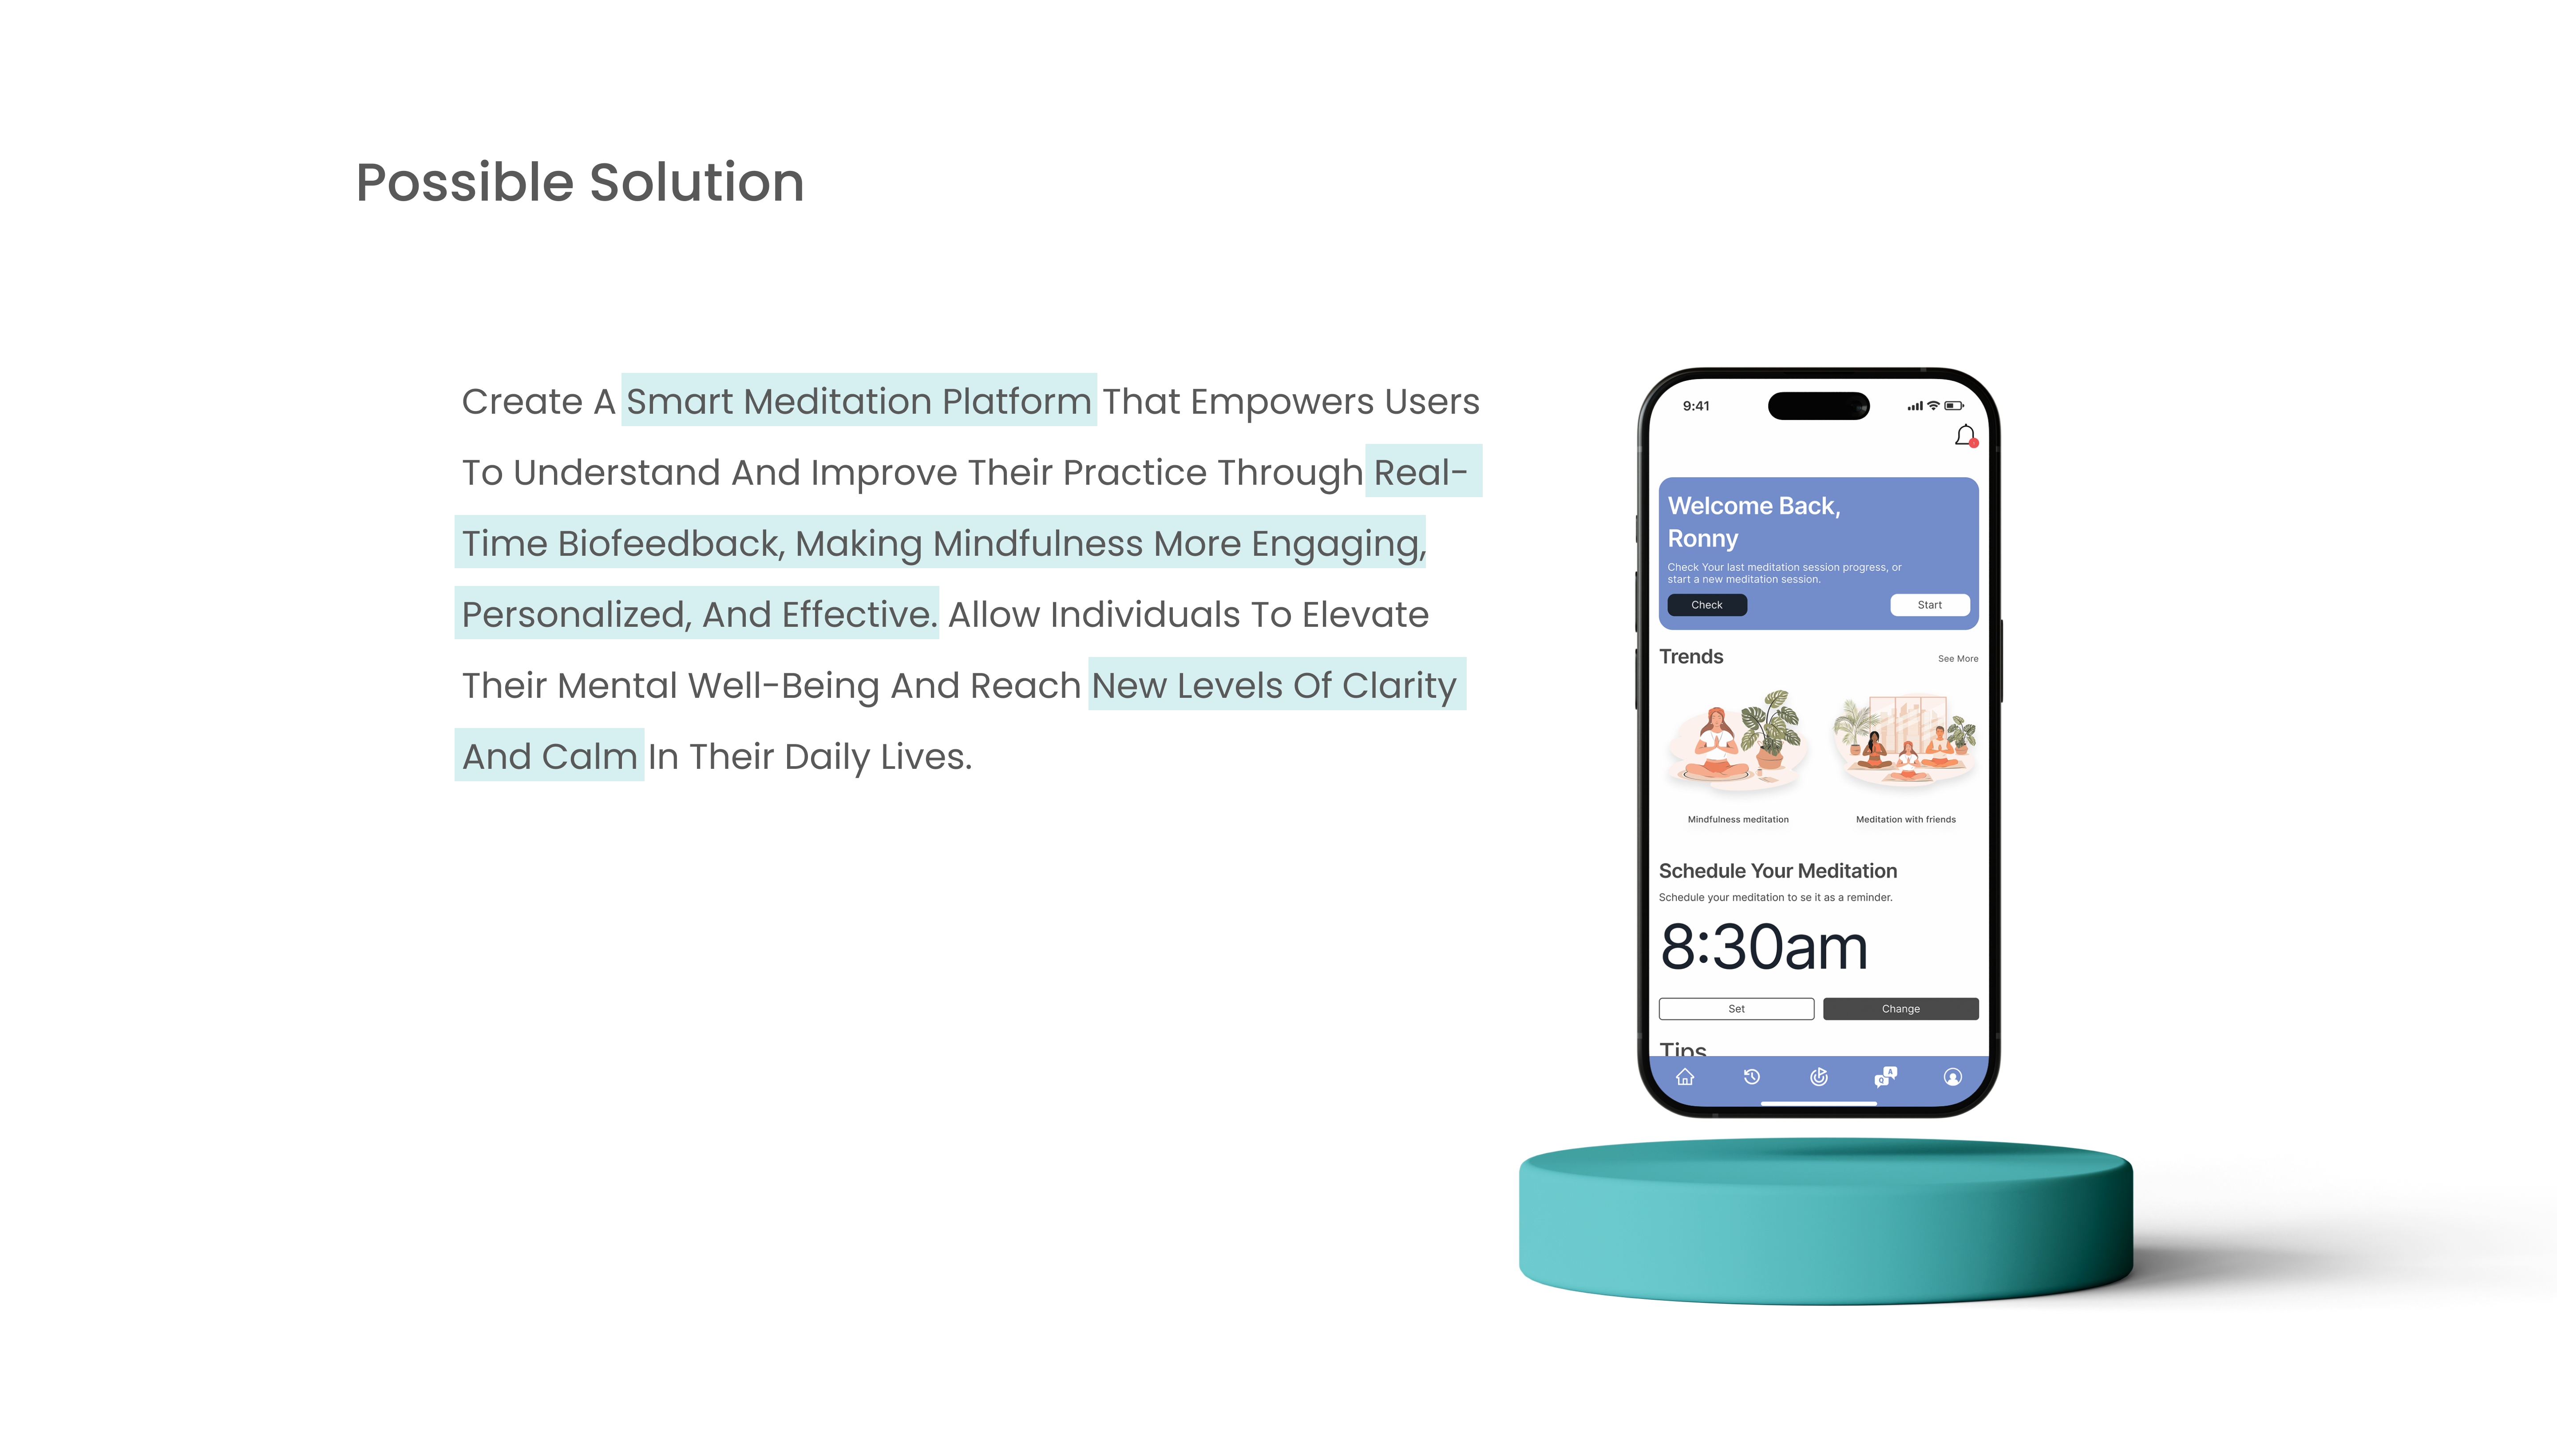 Possible Solution
Create A Smart Meditation Platform That Empowers Users
To Understand And Improve Their Practice Through Real-
Time Biofeedback, Making Mindfulness More Engaging,
Personalized, And Effective. Allow Individuals To Elevate
Their Mental Well-Being And Reach New Levels Of Clarity
And Calm In Their Daily Lives.
9:41
Welcome Back,
Ronny
Check Your last meditation session progress, or
start a new meditation session.
Check
Start
Trends
See More
Mindfulness meditation
Meditation with friends
Schedule Your Meditation
Schedule your meditation to se it as a reminder.
8:30am
Set
Change
Tips
Q
A